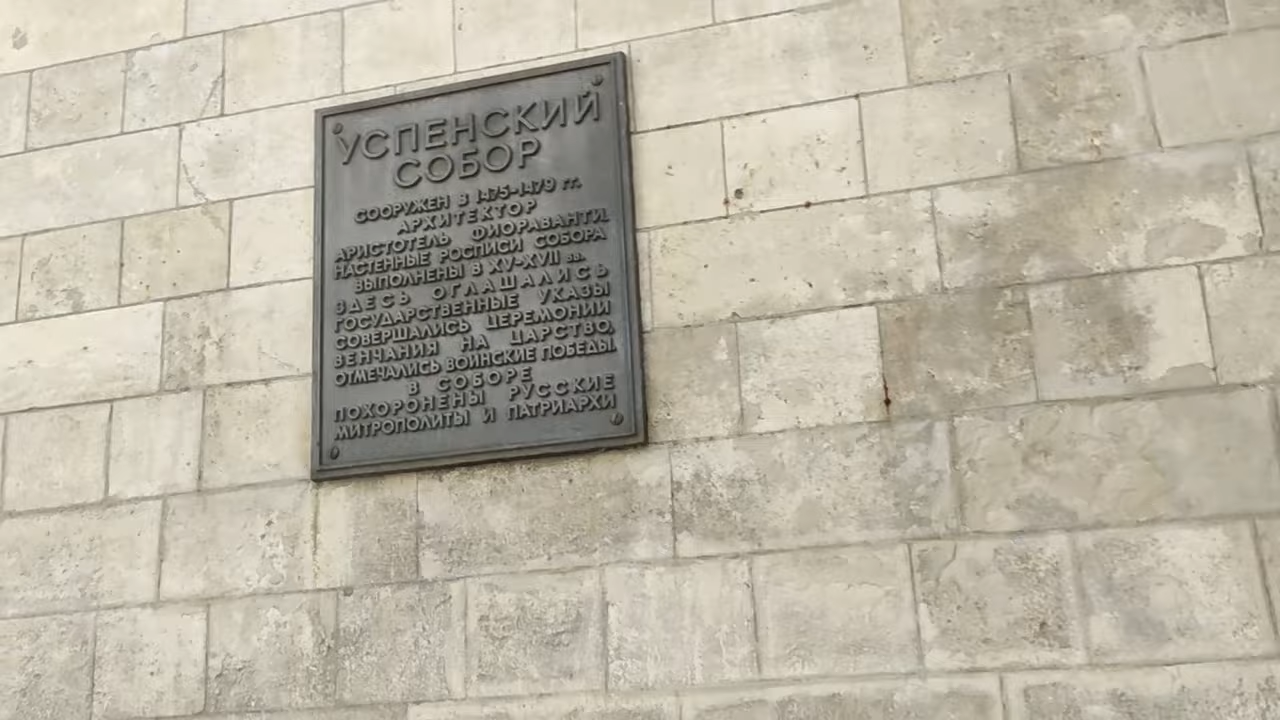 УСПЕНСКИЙ
СОБОР
СООРУЖЕН В 1475-1479 гг.
АРХИТЕКТОР
АРИСТОТЕЛЬ ФИОРАВАНТИ.
НАСТЕННЫЕ РОСПИСИ СОБОРА
ВЫПОЛНЕНЫ В XV-XVII вв.
ЗДЕСЬ ОГЛАШАЛИСЬ
ГОСУДАРСТВЕННЫЕ УКАЗЫ
СОВЕРШАЛИСЬ ЦЕРЕМОНИИ
ВЕНЧАНИЯ НА ЦАРСТВО,
ОТМЕЧАЛИСЬ ВОИНСКИЕ ПОБЕДЫ.
В СОБОРЕ
ПОХОРОНЕНЫ РУССКИЕ
МИТРОПОЛИТЫ И ПАТРИАРХИ